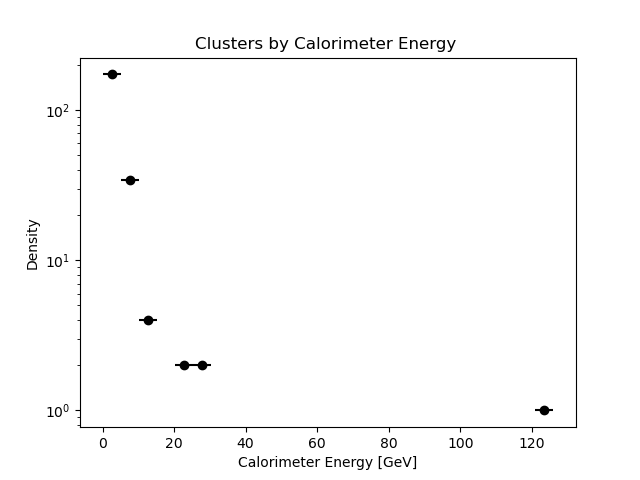 Clusters by Calorimeter Energy
Density
10²
10¹
10⁰
0 20 40 60 80 100 120
Calorimeter Energy [GeV]